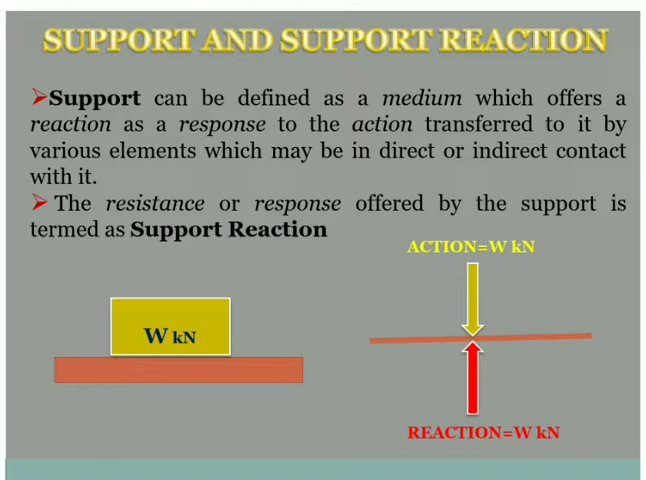 SUPPORT AND SUPPORT REACTION
➢Support can be defined as a medium which offers a
reaction as a response to the action transferred to it by
various elements which may be in direct or indirect contact
with it.
➢ The resistance or response offered by the support is
termed as Support Reaction
ACTION=W kN
W kN
REACTION=W kN